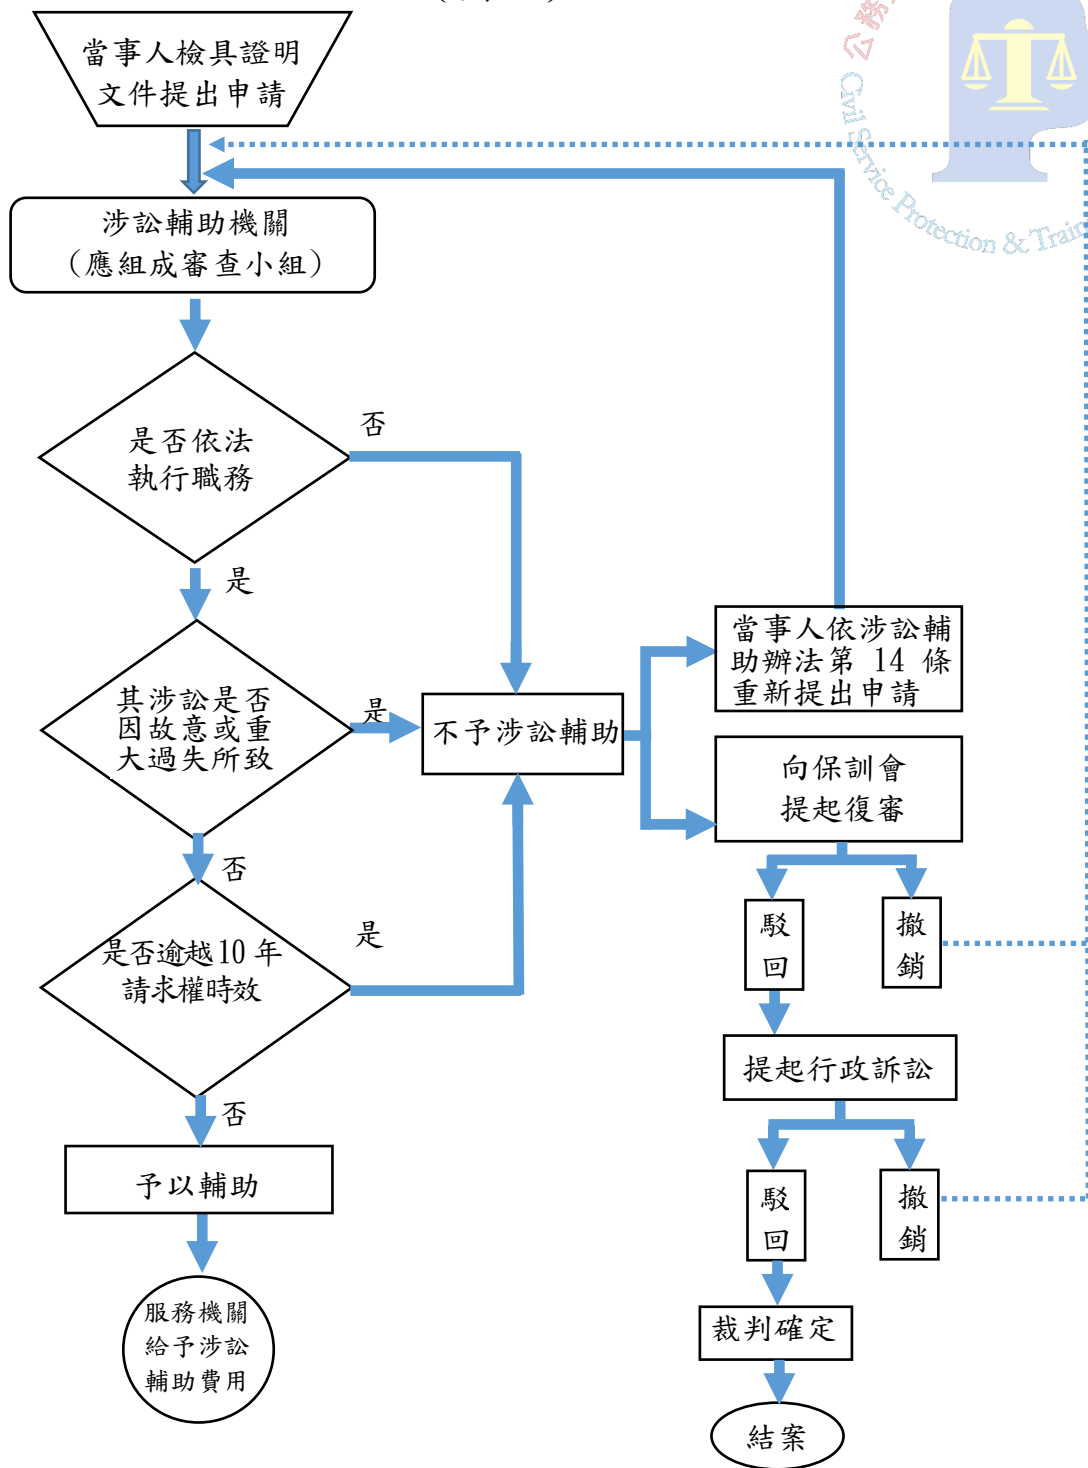 當事人檢具證明
文件提出申請
公務
Civil Service Protection & Train
涉訟輔助機關
(應組成審查小組)
是否依法
執行職務
否
是
其涉訟是否
因故意或重
大過失所致
是
不予涉訟輔助
當事人依涉訟輔
助辦法第 14 條
重新提出申請
向保訓會
提起復審
否
是否逾越10 年
請求權時效
是
駁
回
撤
銷
提起行政訴訟
否
予以輔助
駁
回
撤
銷
服務機關
給予涉訟
輔助費用
裁判確定
結案